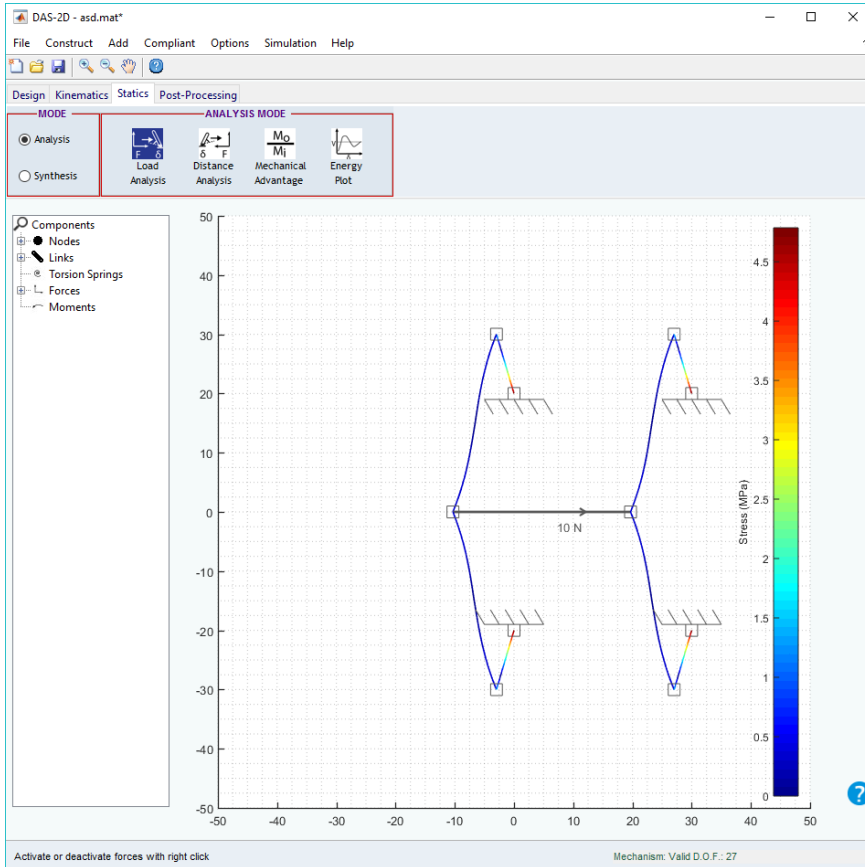 DAS-2D - asd.mat*
File Construct Add Compliant Options Simulation Help
Design Kinematics Statics Post-Processing
MODE
Analysis
Synthesis
ANALYSIS MODE
F δ
δ F
Mo
Mi
V
A
Load
Analysis
Distance
Analysis
Mechanical
Advantage
Energy
Plot
Components
Nodes
Links
Torsion Springs
Forces
Moments
50
40
30
20
10
0
-10
-20
-30
-40
-50
-50 -40 -30 -20 -10 0 10 20 30 40 50
10 N
4.5
4
3.5
3
2.5
2
1.5
1
0.5
0
Stress (MPa)
?
Activate or deactivate forces with right click
Mechanism: Valid D.O.F.: 27